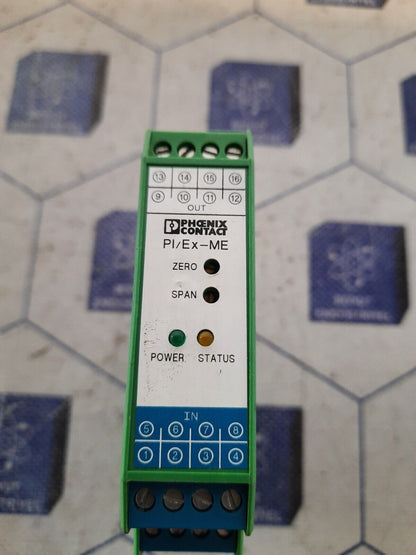 13 14 15 16
9 10 11 12
OUT
PHŒNIX
CONTACT
PI/Ex-ME
ZERO
SPAN
POWER STATUS
IN
5 6 7 8
1 2 3 4